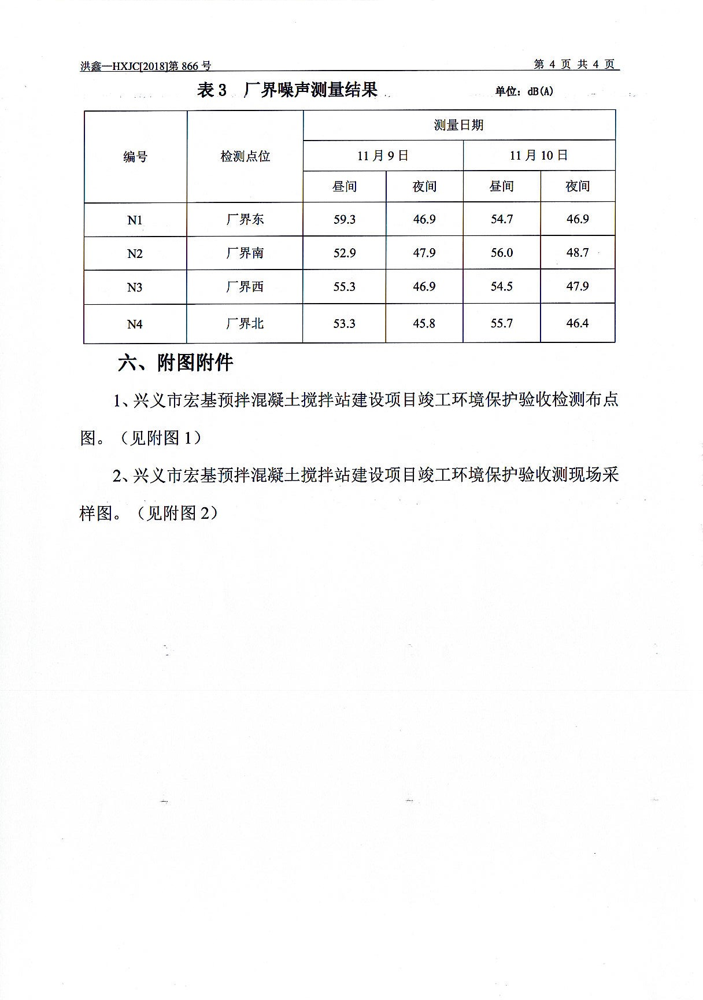 洪鑫—HXJC[2018]第 866 号
第 4 页 共 4 页
表 3 厂界噪声测量结果 单位：dB(A)
编号 检测点位 测量日期
11 月 9 日 11 月 10 日
昼间 夜间 昼间 夜间
N1 厂界东 59.3 46.9 54.7 46.9
N2 厂界南 52.9 47.9 56.0 48.7
N3 厂界西 55.3 46.9 54.5 47.9
N4 厂界北 53.3 45.8 55.7 46.4
六、附图附件
1、兴义市宏基预拌混凝土搅拌站建设项目竣工环境保护验收检测布点
图。（见附图 1）
2、兴义市宏基预拌混凝土搅拌站建设项目竣工环境保护验收测现场采
样图。（见附图 2）